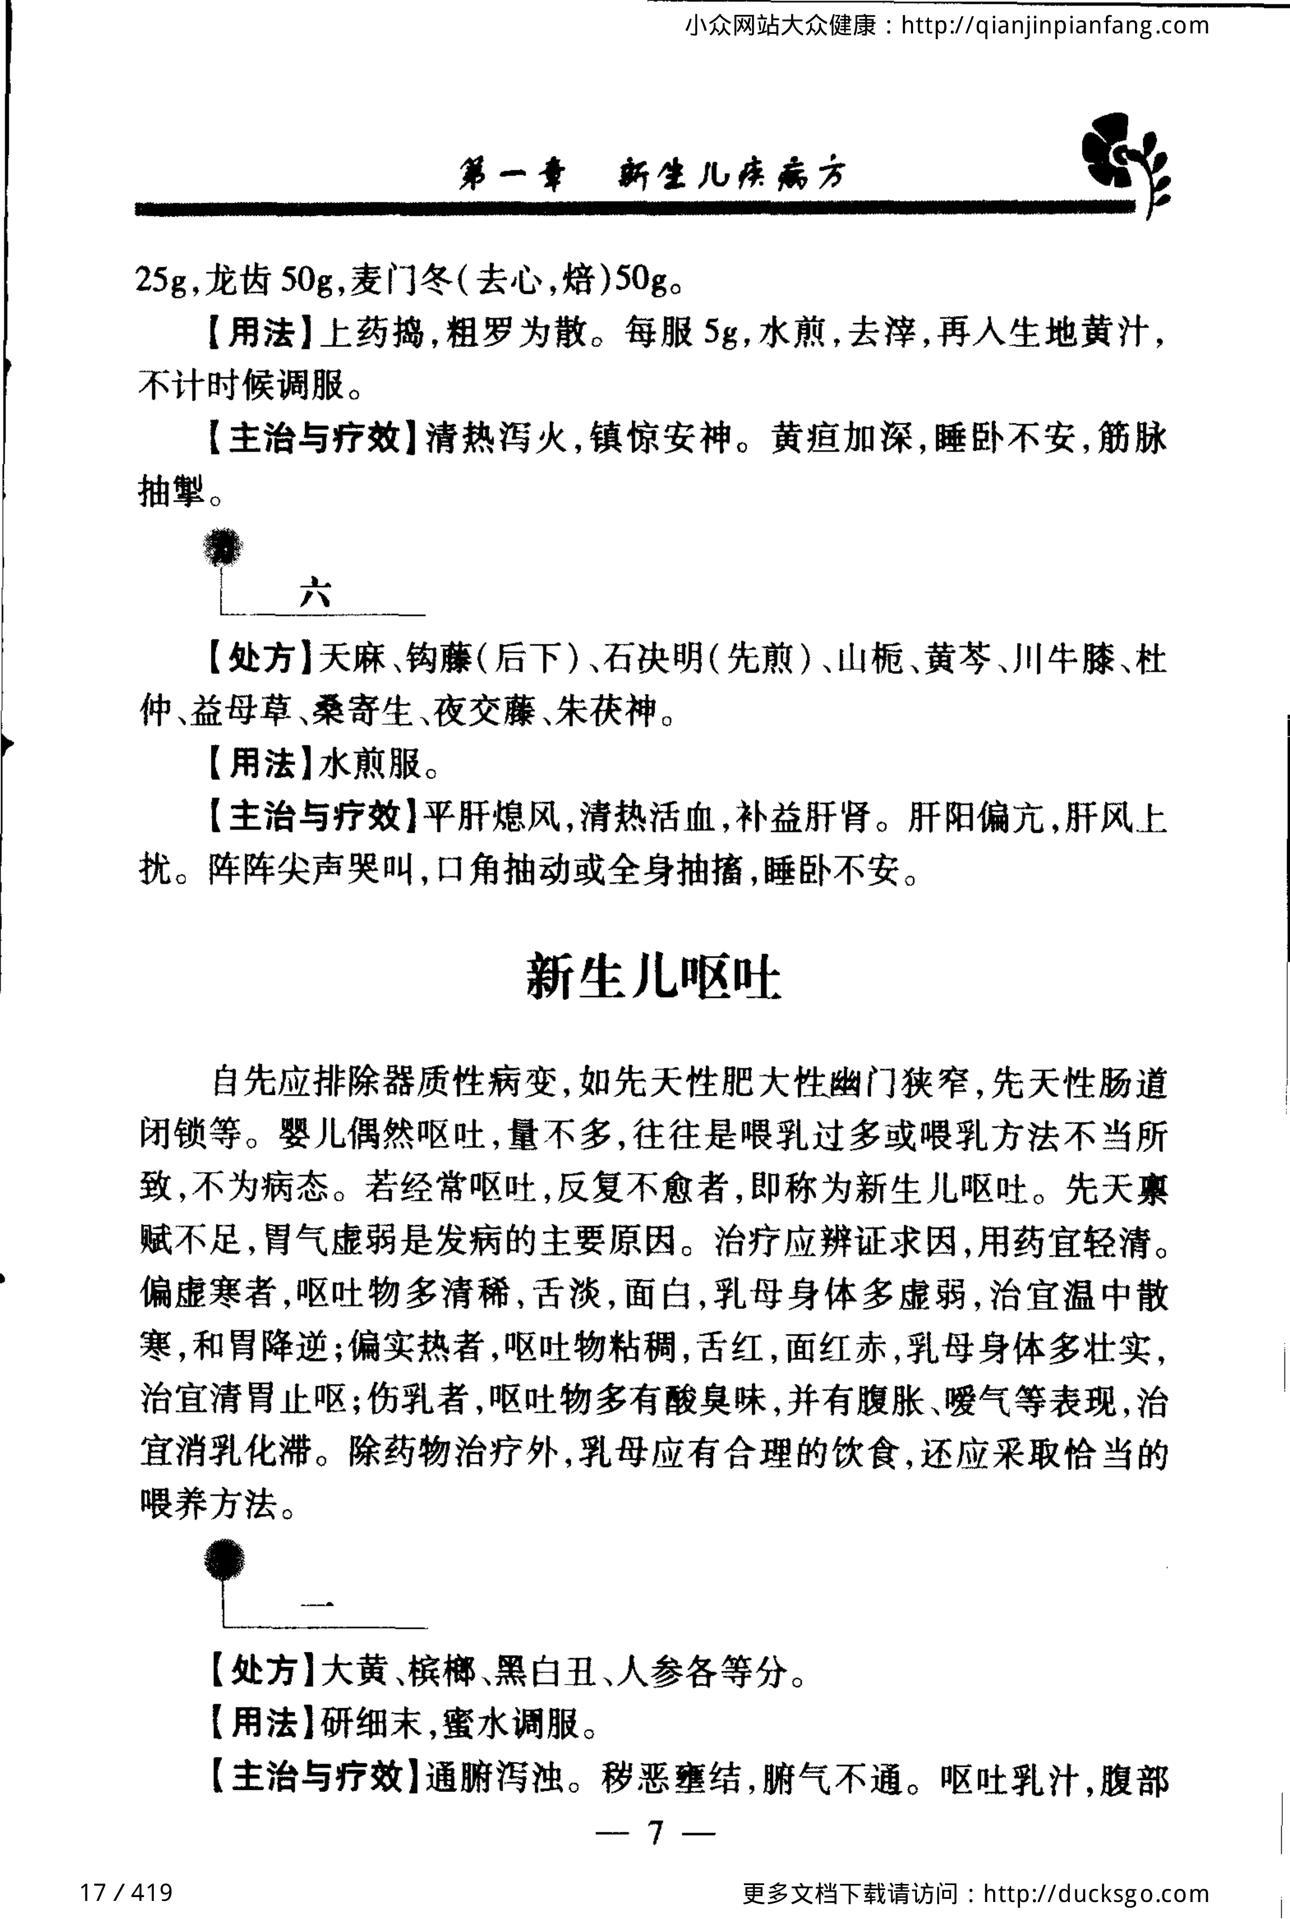 小众网站大众健康：http://qianjinpianfang.com
第一章 新生儿疾病方
25g,龙齿50g,麦门冬(去心,焙)50g。
【用法】上药捣,粗罗为散。每服5g,水煎,去滓,再入生地黄汁,
不计时候调服。
【主治与疗效】清热泻火,镇惊安神。黄疸加深,睡卧不安,筋脉
抽掣。
六
【处方】天麻、钩藤(后下)、石决明(先煎)、山栀、黄芩、川牛膝、杜
仲、益母草、桑寄生、夜交藤、朱茯神。
【用法】水煎服。
【主治与疗效】平肝熄风,清热活血,补益肝肾。肝阳偏亢,肝风上
扰。阵阵尖声哭叫,口角抽动或全身抽搐,睡卧不安。
新生儿呕吐
自先应排除器质性病变,如先天性肥大性幽门狭窄,先天性肠道
闭锁等。婴儿偶然呕吐,量不多,往往是喂乳过多或喂乳方法不当所
致,不为病态。若经常呕吐,反复不愈者,即称为新生儿呕吐。先天禀
赋不足,胃气虚弱是发病的主要原因。治疗应辨证求因,用药宜轻清。
偏虚寒者,呕吐物多清稀,舌淡,面白,乳母身体多虚弱,治宜温中散
寒,和胃降逆;偏实热者,呕吐物粘稠,舌红,面红赤,乳母身体多壮实,
治宜清胃止呕;伤乳者,呕吐物多有酸臭味,并有腹胀、嗳气等表现,治
宜消乳化滞。除药物治疗外,乳母应有合理的饮食,还应采取恰当的
喂养方法。
一
【处方】大黄、槟榔、黑白丑、人参各等分。
【用法】研细末,蜜水调服。
【主治与疗效】通腑泻浊。秽恶壅结,腑气不通。呕吐乳汁,腹部
— 7 —
17 / 419
更多文档下载请访问：http://ducksgo.com